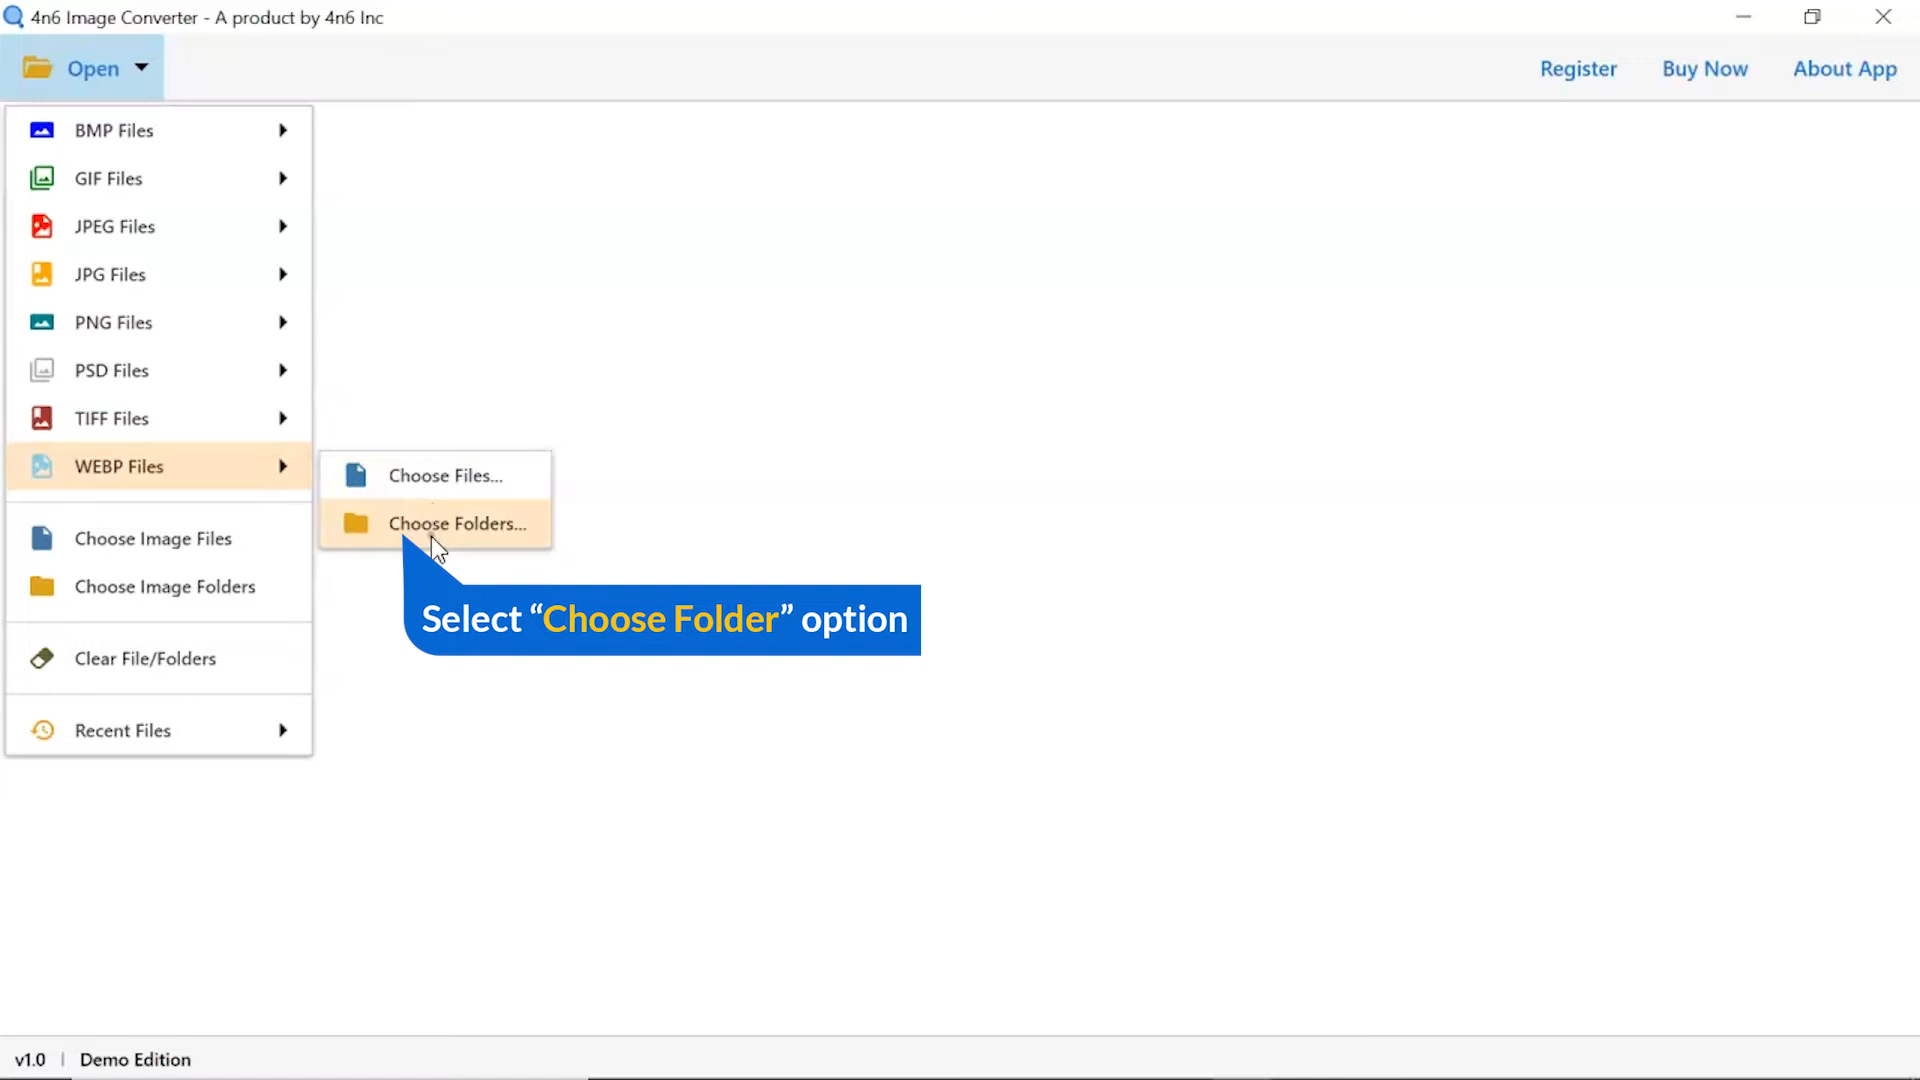 4n6 Image Converter - A product by 4n6 Inc
Open
Register
Buy Now
About App
BMP Files
GIF Files
JPEG Files
JPG Files
PNG Files
PSD Files
TIFF Files
WEBP Files
Choose Files...
Choose Folders...
Choose Image Files
Choose Image Folders
Select “Choose Folder” option
Clear File/Folders
Recent Files
v1.0 | Demo Edition